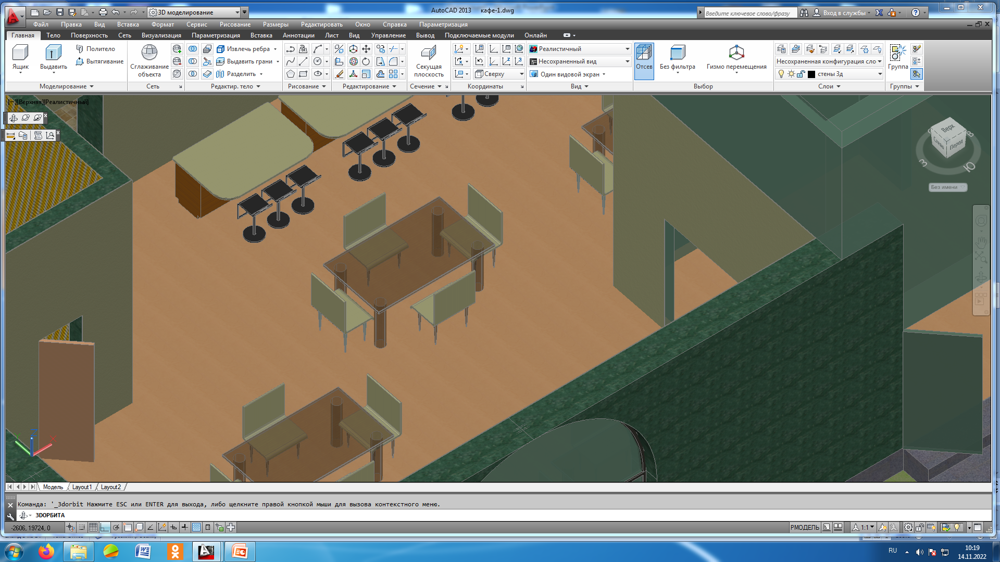 3D моделирование
AutoCAD 2013 кафе-1.dwg
Введите ключевое слово/фразу
Вход в службы
Файл Правка Вид Вставка Формат Сервис Рисование Размеры Редактировать Окно Справка Параметризация
Главная Тело Поверхность Сеть Визуализация Параметризация Вставка Аннотации Лист Вид Управление Вывод Подключаемые модули Онлайн
Ящик
Выдавить
Политело
Вытягивание
Моделирование
Сглаживание объекта
Сеть
Извлечь ребра
Выдавить грани
Разделить
Редактир. тело
Рисование
Редактирование
Секущая плоскость
Сечение
Сверху
Координаты
Реалистичный
Несохраненный вид
Один видовой экран
Вид
Отсев
Без фильтра
Гизмо перемещения
Выбор
Несохраненная конфигурация сло
стены 3д
Слои
Группа
Группы
[—][Верхняя][Реалистичный]
Верх
Слева
Перед
В
З
Ю
Без имени
Модель Layout1 Layout2
Команда: '_3dorbit Нажмите ESC или ENTER для выхода, либо щелкните правой кнопкой мыши для вызова контекстного меню.
3DОРБИТА
-2606, 19724, 0
РМОДЕЛЬ
1:1
RU
10:19
14.11.2022